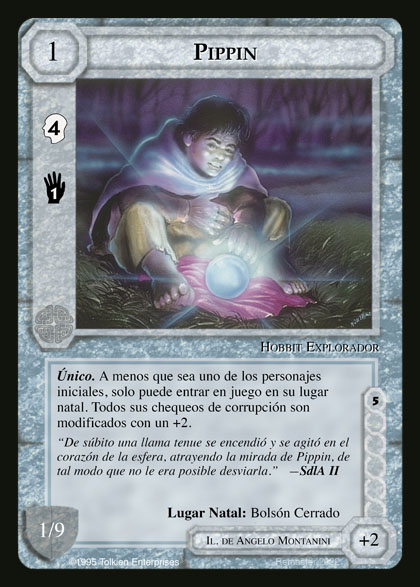 1
Pippin
4
1
Hobbit Explorador
Único. A menos que sea uno de los personajes
iniciales, solo puede entrar en juego en su lugar
natal. Todos sus chequeos de corrupción son
modificados con un +2.
5
“De súbito una llama tenue se encendió y se agitó en el
corazón de la esfera, atrayendo la mirada de Pippin, de
tal modo que no le era posible desviarla.” —SdlA II
Lugar Natal: Bolsón Cerrado
1/9
Il. de Angelo Montanini
+2
©1995 Tolkien Enterprises